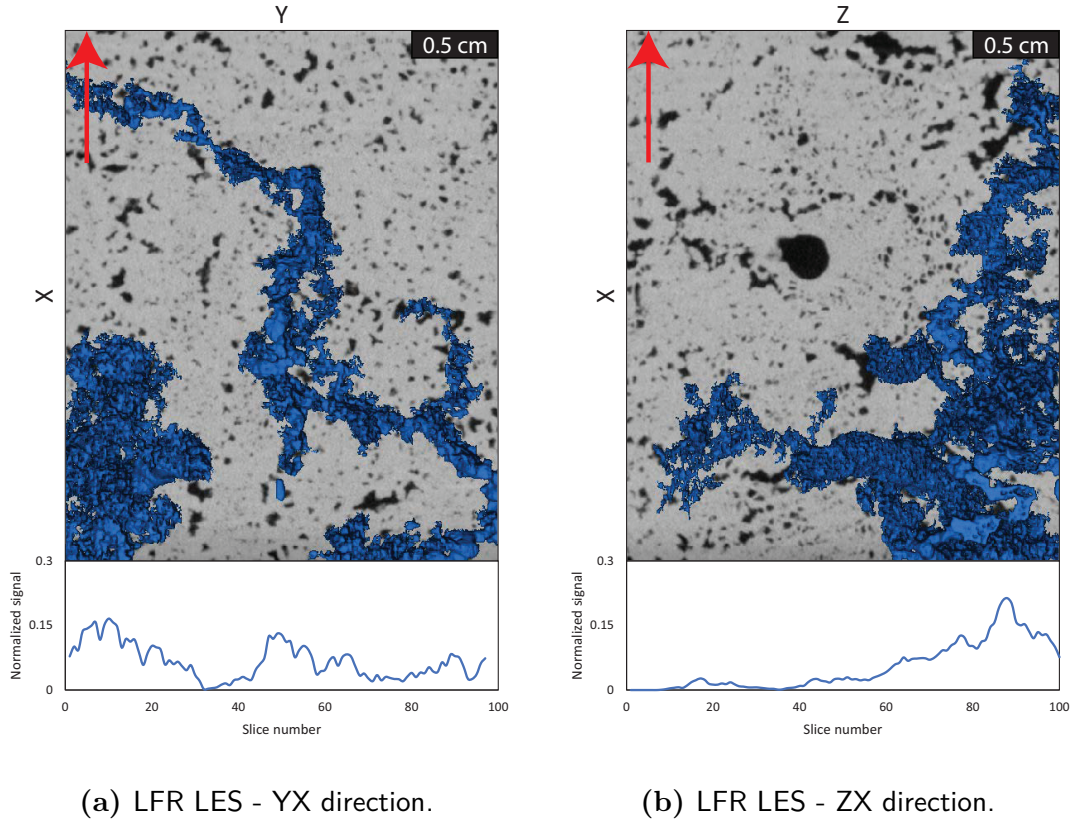 Y
0.5 cm
X
0.3
0.15
0
Normalized signal
0 20 40 60 80 100
Slice number
(a) LFR LES - YX direction.
Z
0.5 cm
X
0.3
0.15
0
Normalized signal
0 20 40 60 80 100
Slice number
(b) LFR LES - ZX direction.